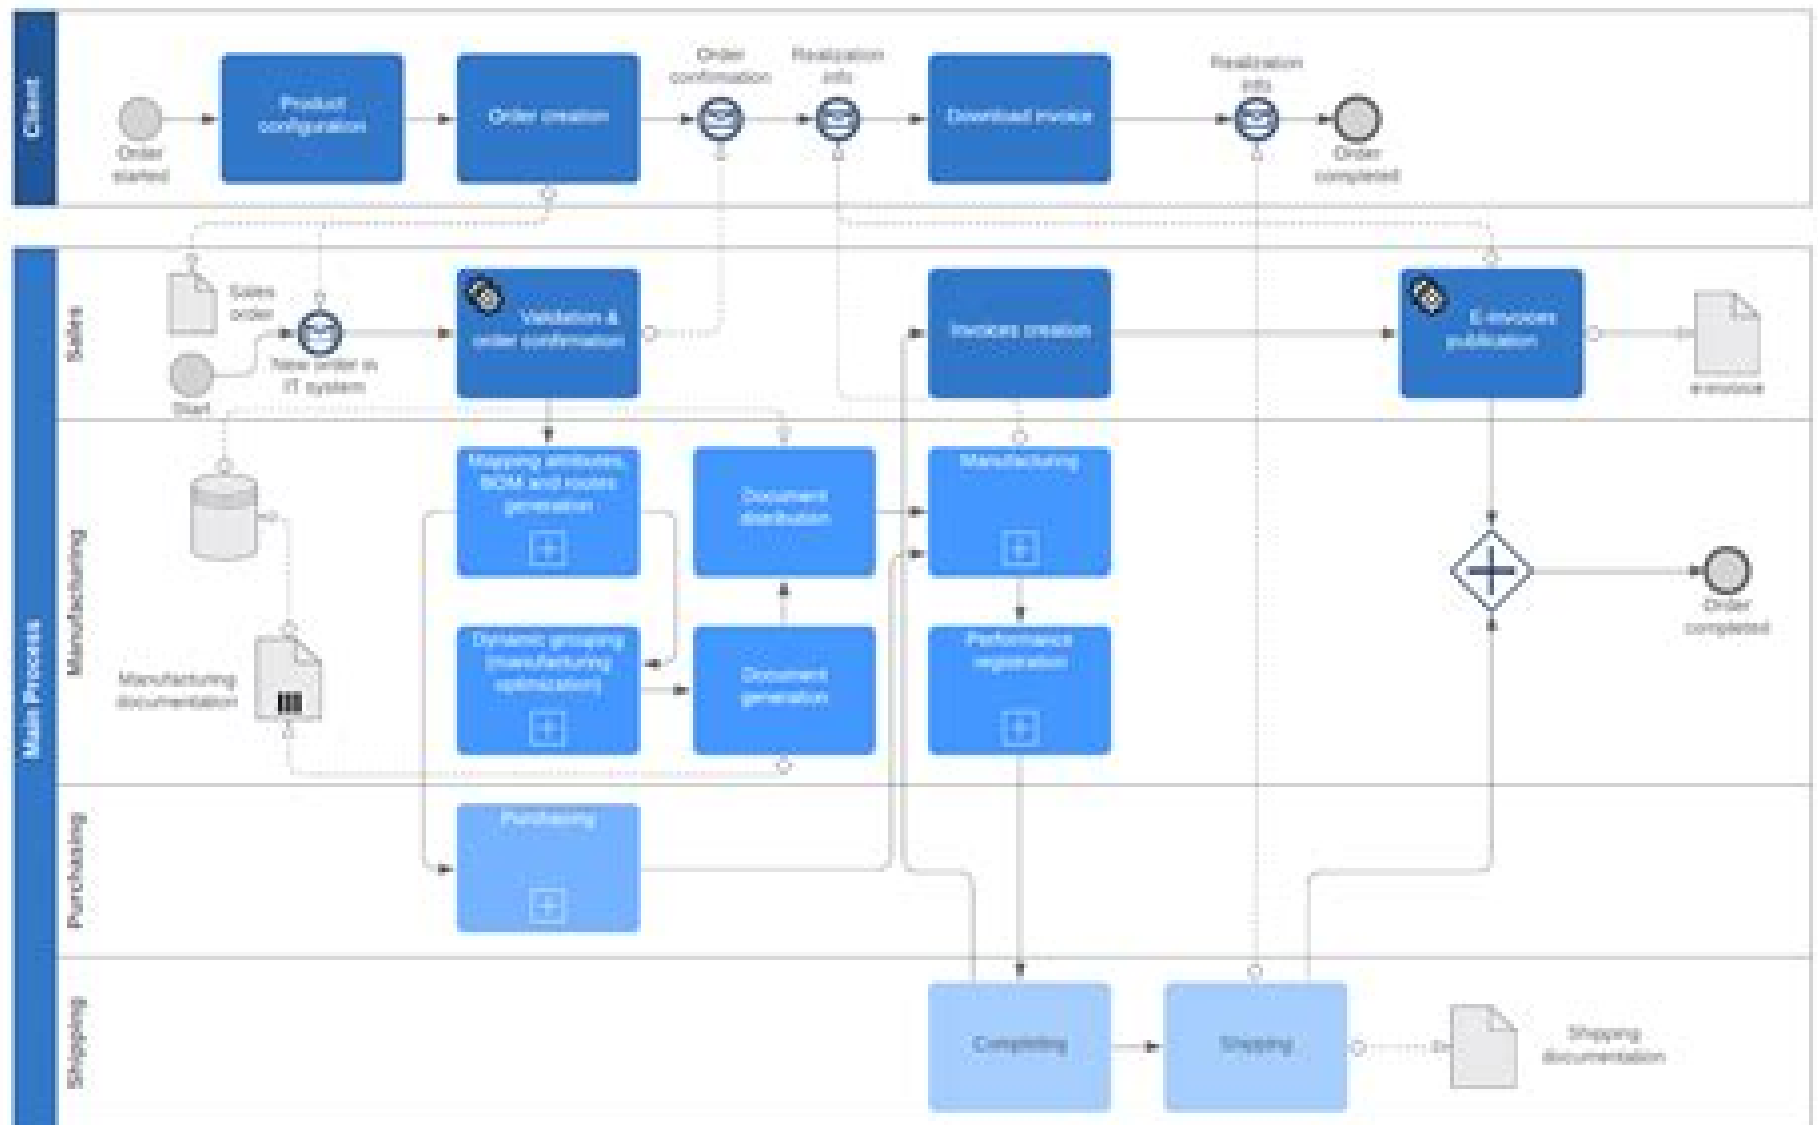 Client
Order
started
Product
configuration
Order creation
Order
confirmation
Realization
info
Download invoice
Realization
info
Order
completed
Main Process
Sales
Sales
order
Start
New order in
IT system
Validation &
order confirmation
Invoices creation
E-invoices
publication
e-invoice
Manufacturing
Manufacturing
documentation
Mapping attributes,
BOM and routes
generation
Document
distribution
Manufacturing
Dynamic grouping
(manufacturing
optimization)
Document
generation
Performance
registration
Order
completed
Purchasing
Purchasing
Shipping
Completing
Shipping
Shipping
documentation